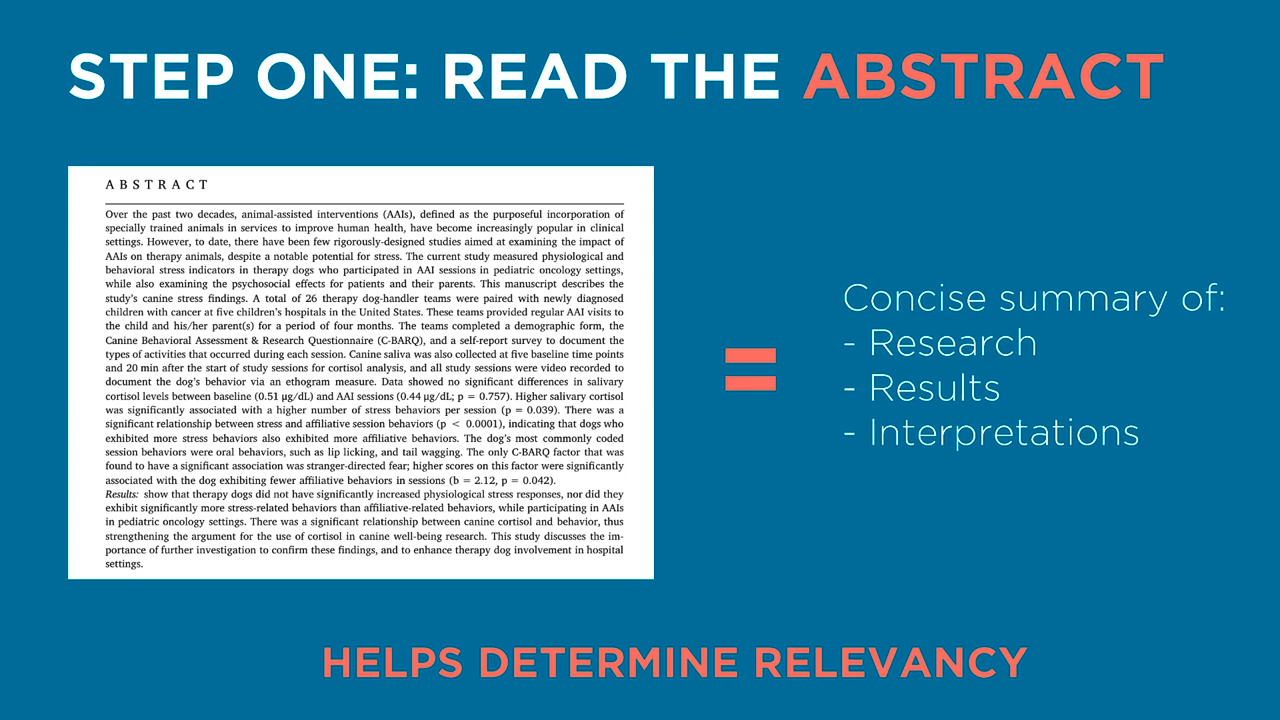 STEP ONE: READ THE ABSTRACT
ABSTRACT
Over the past two decades, animal-assisted interventions (AAIs), defined as the purposeful incorporation of
specially trained animals in services to improve human health, have become increasingly popular in clinical
settings. However, to date, there have been few rigorously-designed studies aimed at examining the impact of
AAIs on therapy animals, despite a notable potential for stress. The current study measured physiological and
behavioral stress indicators in therapy dogs who participated in AAI sessions in pediatric oncology settings,
while also examining the psychosocial effects for patients and their parents. This manuscript describes the
study's canine stress findings. A total of 26 therapy dog-handler teams were paired with newly diagnosed
children with cancer at five children's hospitals in the United States. These teams provided regular AAI visits to
the child and his/her parent(s) for a period of four months. The teams completed a demographic form, the
Canine Behavioral Assessment & Research Questionnaire (C-BARQ), and a self-report survey to document the
types of activities that occurred during each session. Canine saliva was also collected at five baseline time points
and 20 min after the start of study sessions for cortisol analysis, and all study sessions were video recorded to
document the dog's behavior via an ethogram measure. Data showed no significant differences in salivary
cortisol levels between baseline (0.51 µg/dL) and AAI sessions (0.44 µg/dL; p = 0.757). Higher salivary cortisol
was significantly associated with a higher number of stress behaviors per session (p = 0.039). There was a
significant relationship between stress and affiliative session behaviors (p < 0.0001), indicating that dogs who
exhibited more stress behaviors also exhibited more affiliative behaviors. The dog's most commonly coded
session behaviors were oral behaviors, such as lip licking, and tail wagging. The only C-BARQ factor that was
found to have a significant association was stranger-directed fear; higher scores on this factor were significantly
associated with the dog exhibiting fewer affiliative behaviors in sessions (b = 2.12, p = 0.042).
Results: show that therapy dogs did not have significantly increased physiological stress responses, nor did they
exhibit significantly more stress-related behaviors than affiliative-related behaviors, while participating in AAIs
in pediatric oncology settings. There was a significant relationship between canine cortisol and behavior, thus
strengthening the argument for the use of cortisol in canine well-being research. This study discusses the im-
portance of further investigation to confirm these findings, and to enhance therapy dog involvement in hospital
settings.
=
Concise summary of:
- Research
- Results
- Interpretations
HELPS DETERMINE RELEVANCY